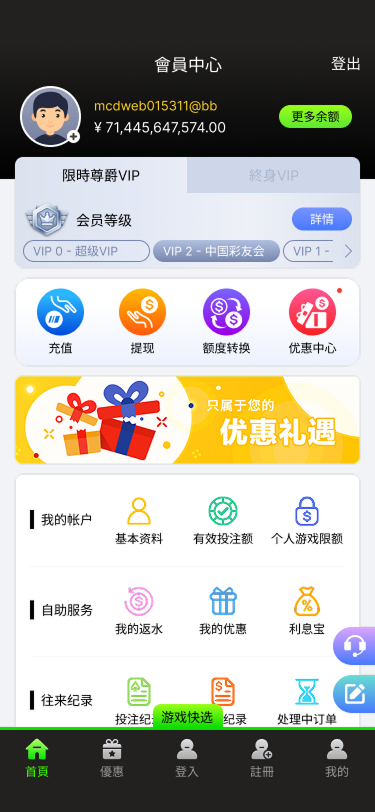 會員中心
登出
mcdweb015311@bb
¥ 71,445,647,574.00
更多余额
限時尊爵VIP
終身VIP
会员等级
詳情
VIP 0 - 超级VIP
VIP 2 - 中国彩友会
VIP 1 -
充值
提现
额度转换
优惠中心
只属于您的
优惠礼遇
我的帐户
基本资料
有效投注额
个人游戏限额
自助服务
我的返水
我的优惠
利息宝
往来纪录
投注纪
纪录
处理中订单
游戏快选
首頁
優惠
登入
註冊
我的